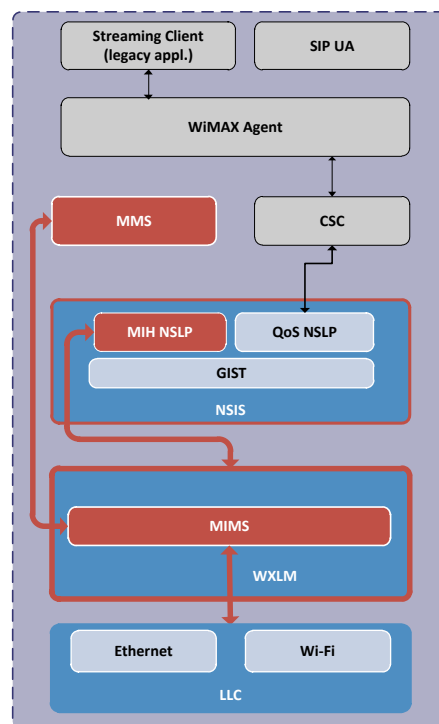 Streaming Client
(legacy appl.)
SIP UA
WiMAX Agent
MMS
CSC
MIH NSLP
QoS NSLP
GIST
NSIS
MIMS
WXLM
Ethernet
Wi-Fi
LLC